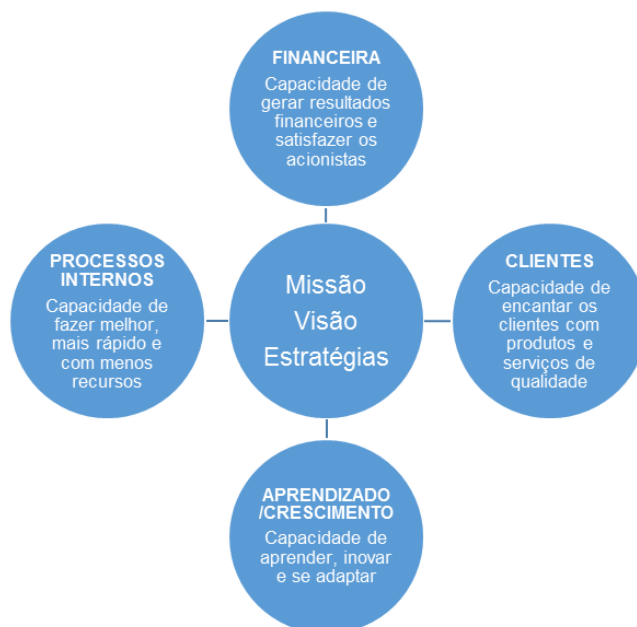 FINANCEIRA
Capacidade de
gerar resultados
financeiros e
satisfazer os
acionistas
PROCESSOS
INTERNOS
Capacidade de
fazer melhor,
mais rápido e
com menos
recursos
Missão
Visão
Estratégias
CLIENTES
Capacidade de
encantar os
clientes com
produtos e
serviços de
qualidade
APRENDIZADO
/CRESCIMENTO
Capacidade de
aprender, inovar
e se adaptar